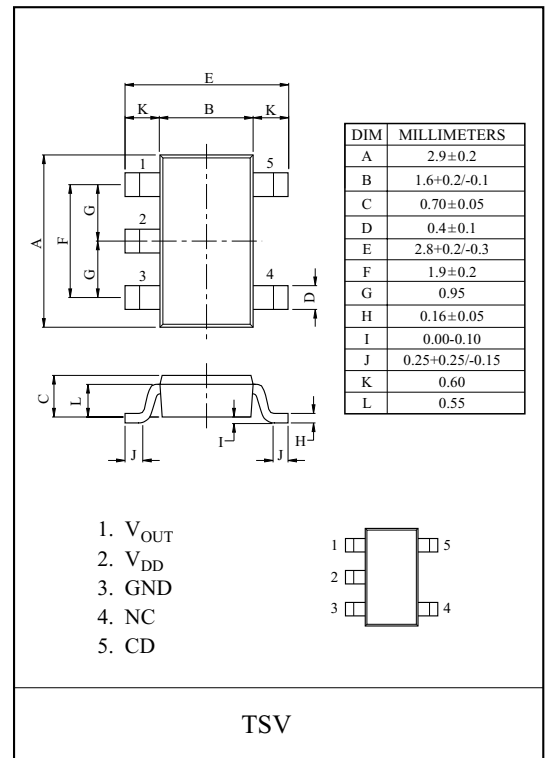 E
K B K
1 5
G
2
A F
G
3 4
D
C L
I H
J J
DIM MILLIMETERS
A 2.9±0.2
B 1.6+0.2/-0.1
C 0.70±0.05
D 0.4±0.1
E 2.8+0.2/-0.3
F 1.9±0.2
G 0.95
H 0.16±0.05
I 0.00-0.10
J 0.25+0.25/-0.15
K 0.60
L 0.55
1. VOUT
2. VDD
3. GND
4. NC
5. CD
1 5
2
3 4
TSV